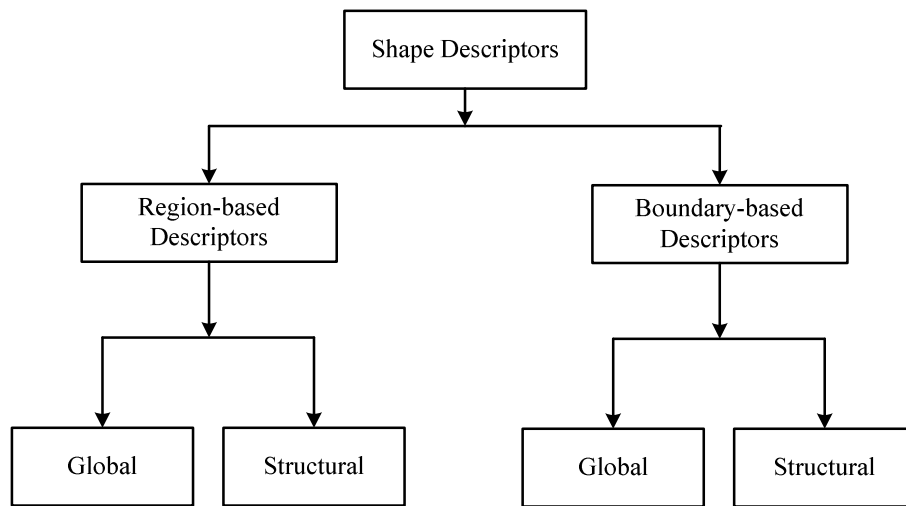 Shape Descriptors
Region-based
Descriptors
Boundary-based
Descriptors
Global
Structural
Global
Structural